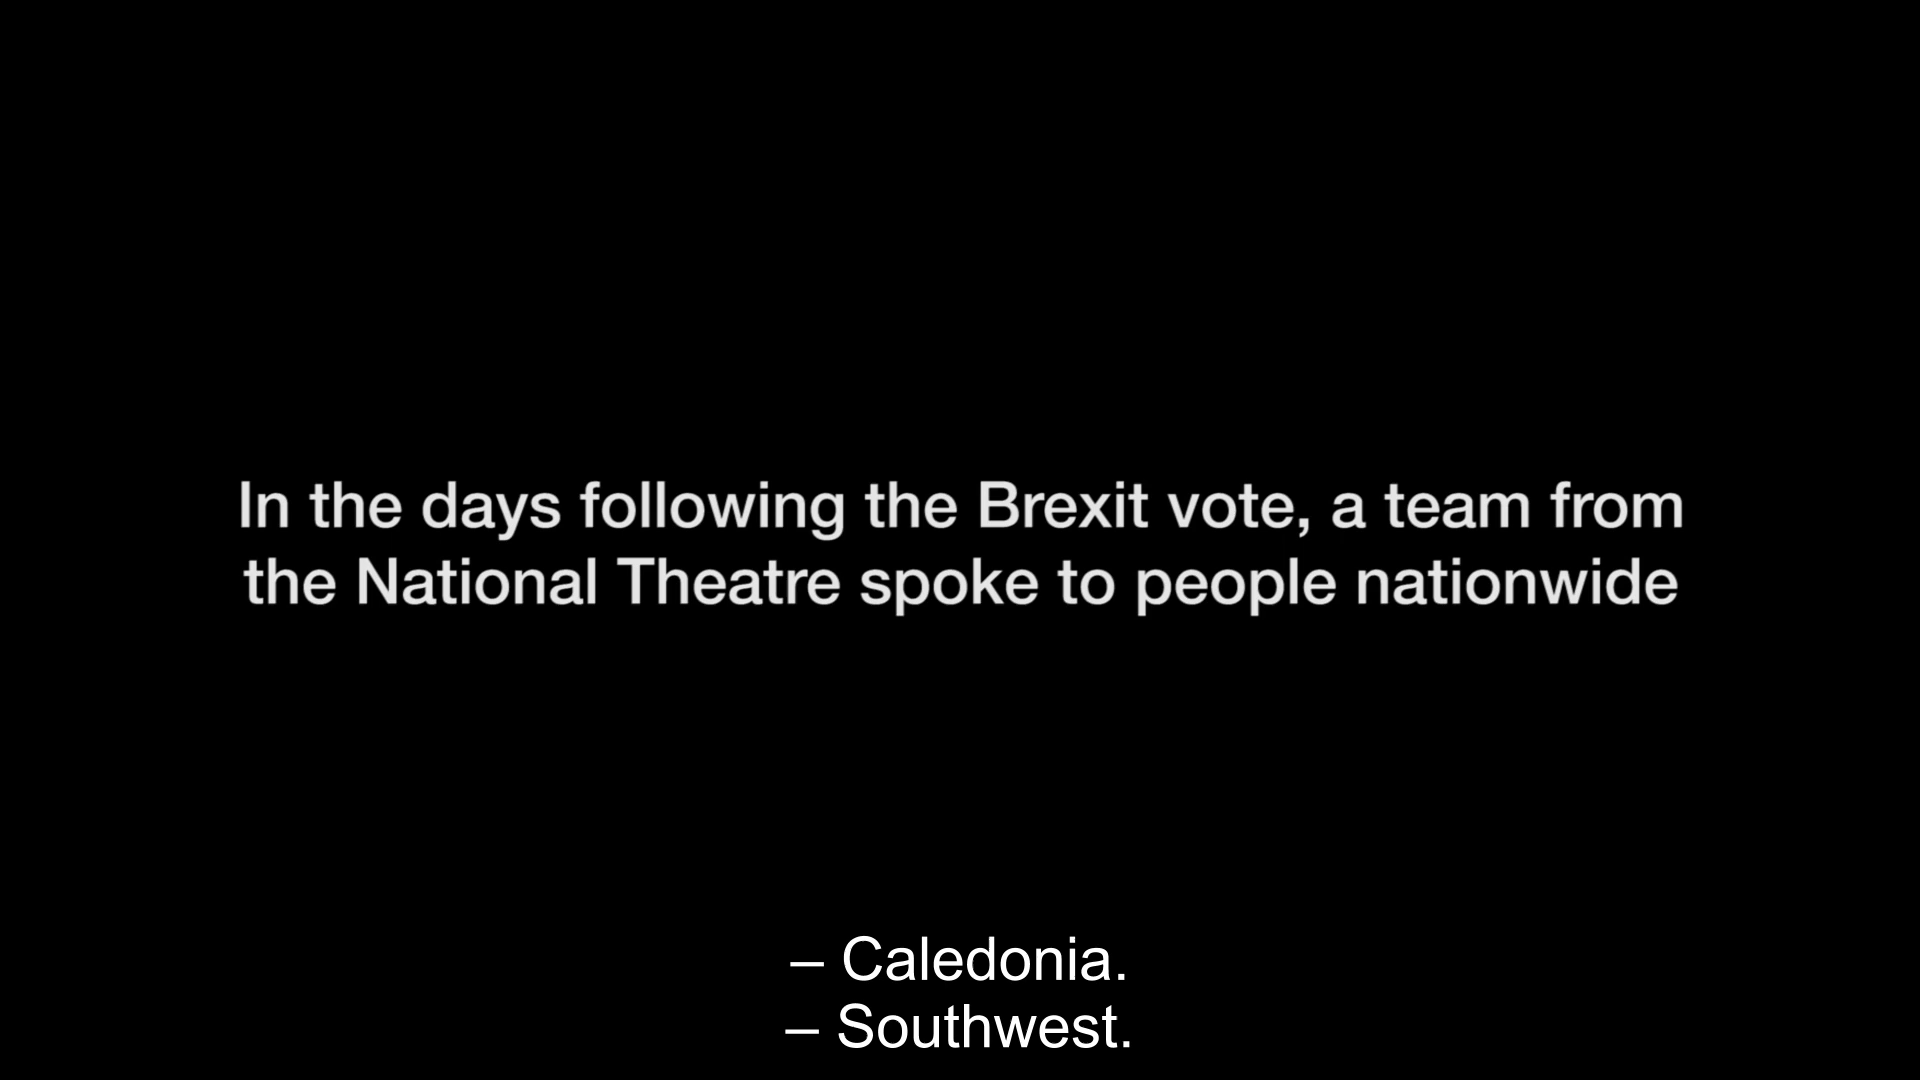 In the days following the Brexit vote, a team from
the National Theatre spoke to people nationwide
– Caledonia.
– Southwest.